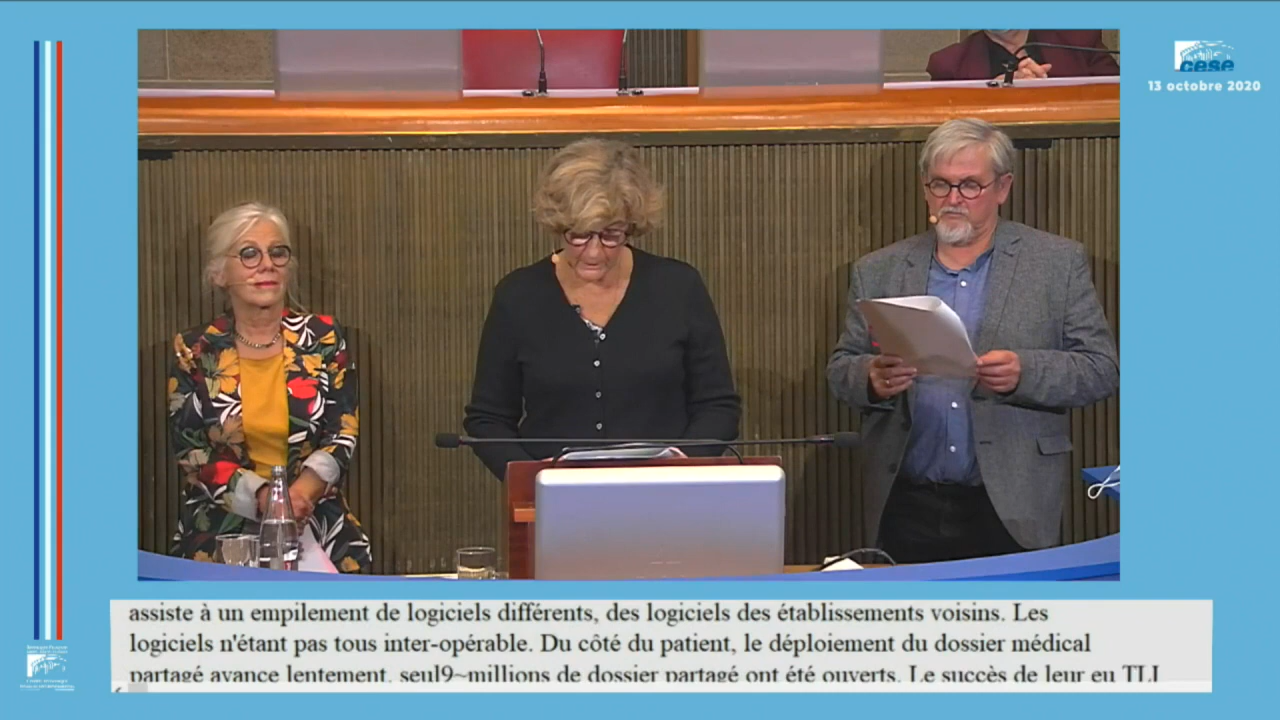 cese
13 octobre 2020
assiste à un empilement de logiciels différents, des logiciels des établissements voisins. Les
logiciels n'étant pas tous inter-opérable. Du côté du patient, le déploiement du dossier médical
partagé avance lentement, seul9~millions de dossier partagé ont été ouverts. Le succès de leur eu TLI